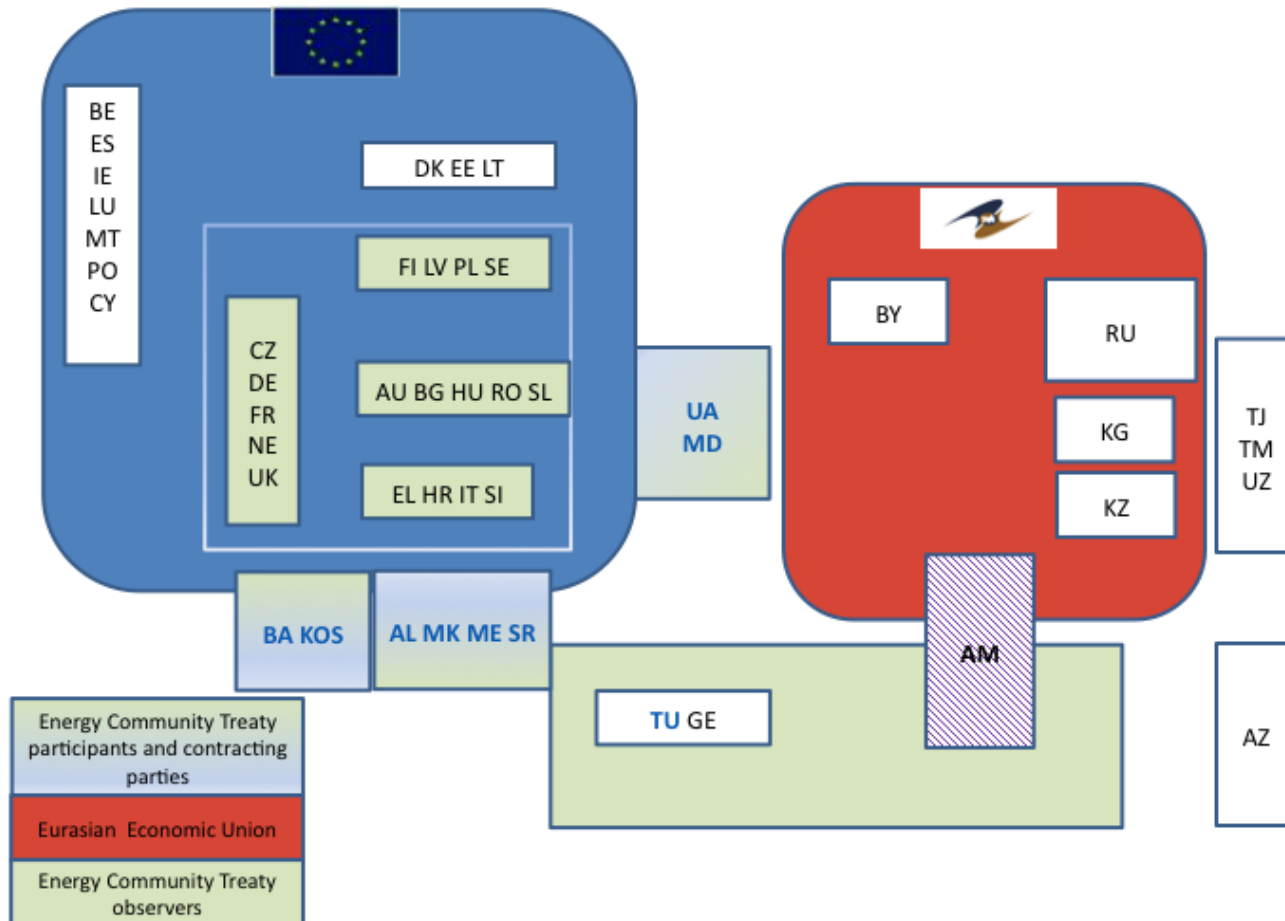 BE
ES
IE
LU
MT
PO
CY
DK EE LT
FI LV PL SE
CZ
DE
FR
NE
UK
AU BG HU RO SL
EL HR IT SI
UA
MD
BY
RU
KG
KZ
TJ
TM
UZ
BA KOS
AL MK ME SR
AM
TU GE
AZ
Energy Community Treaty
participants and contracting
parties
Eurasian Economic Union
Energy Community Treaty
observers